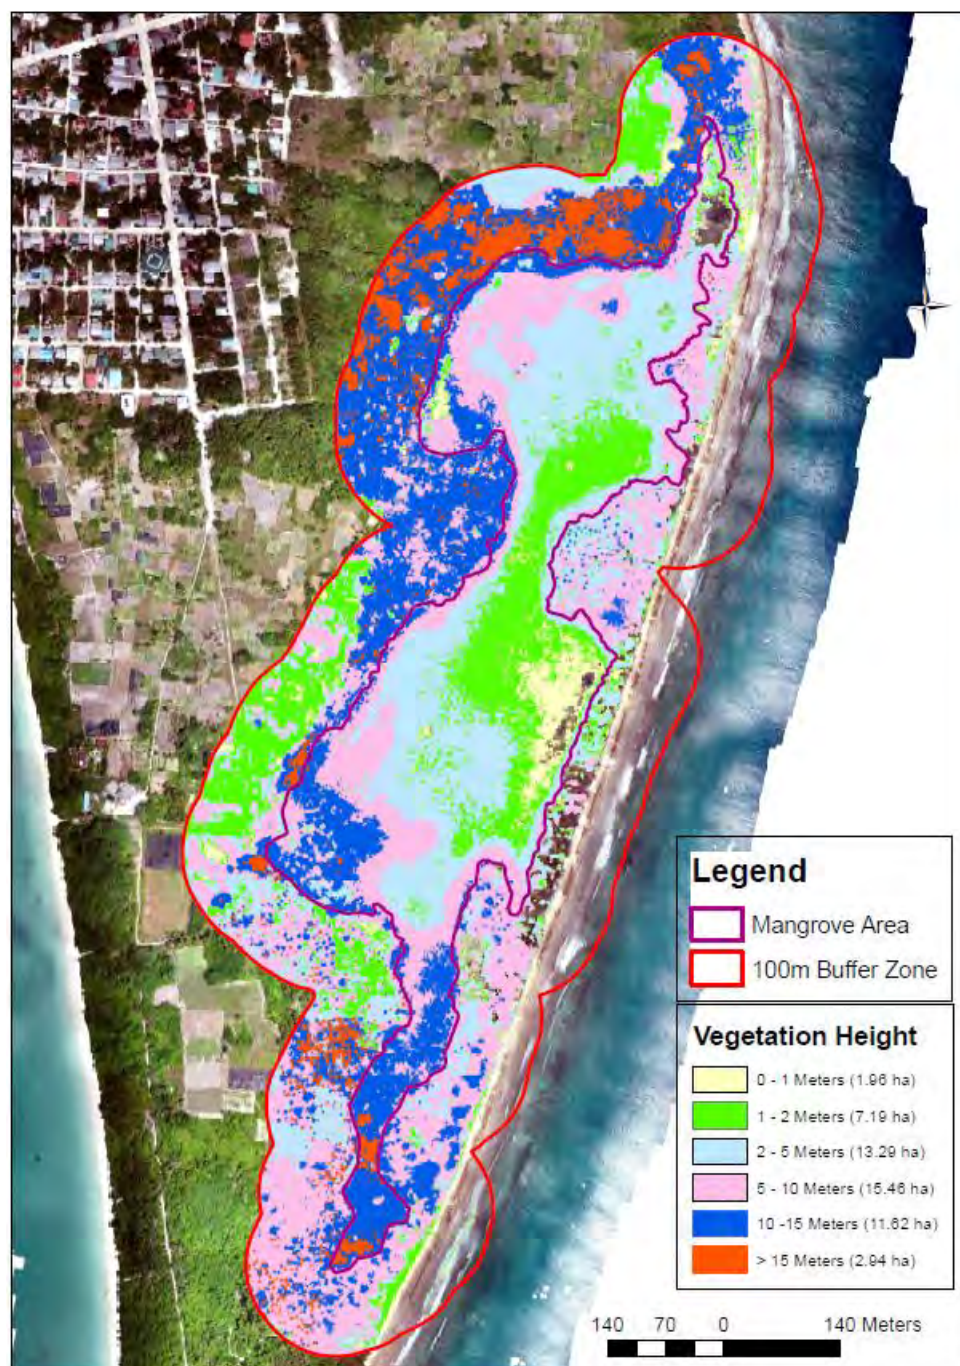 Legend
Mangrove Area
100m Buffer Zone
Vegetation Height
0 - 1 Meters (1.96 ha)
1 - 2 Meters (7.19 ha)
2 - 5 Meters (13.29 ha)
5 - 10 Meters (15.46 ha)
10 -15 Meters (11.62 ha)
> 15 Meters (2.94 ha)
140 70 0 140 Meters